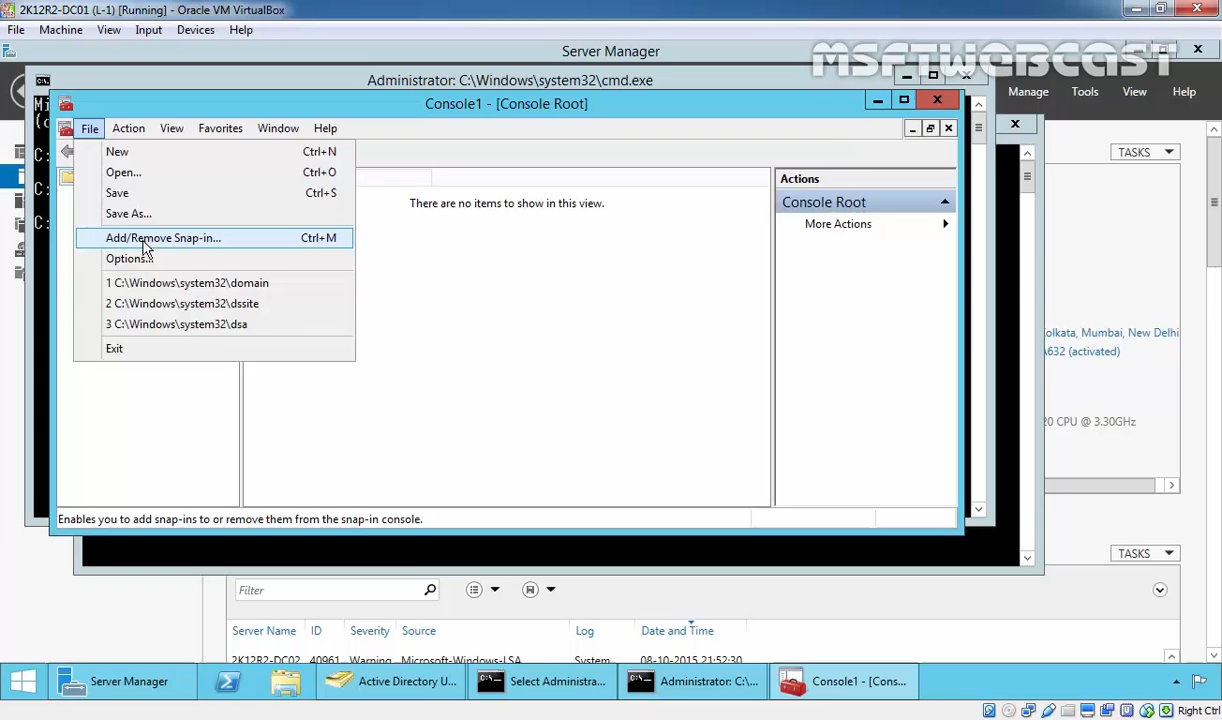 2K12R2-DC01 (L-1) [Running] - Oracle VM VirtualBox
File Machine View Input Devices Help
Server Manager
MSFTWEBCAST
Administrator: C:\Windows\system32\cmd.exe
Manage Tools View Help
Console1 - [Console Root]
File Action View Favorites Window Help
New Ctrl+N
Open... Ctrl+O
Save Ctrl+S
Save As...
Add/Remove Snap-in... Ctrl+M
Options...
1 C:\Windows\system32\domain
2 C:\Windows\system32\dssite
3 C:\Windows\system32\dsa
Exit
There are no items to show in this view.
Actions
Console Root
More Actions
TASKS
olkata, Mumbai, New Delhi
A632 (activated)
20 CPU @ 3.30GHz
Enables you to add snap-ins to or remove them from the snap-in console.
TASKS
Filter
Server Name ID Severity Source Log Date and Time
2K12R2-DC02 40961 Warning Microsoft-Windows-LSA System 08-10-2015 21:52:30
Server Manager Active Directory U... Select Administra... Administrator: C:\... Console1 - [Cons...
Right Ctrl